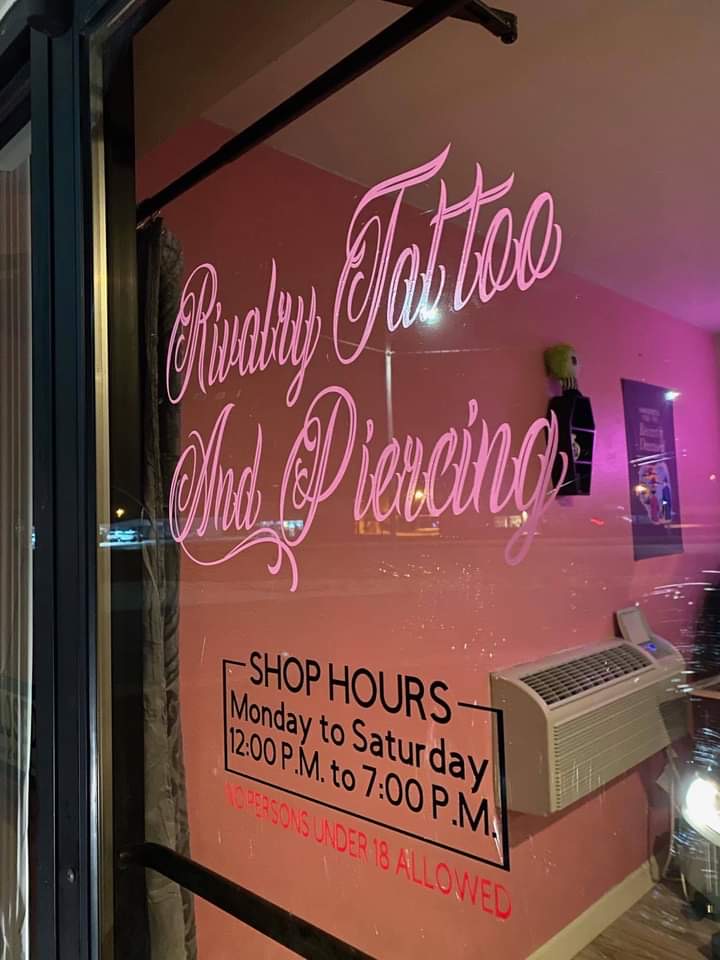 Rivalry Tattoo
And Piercing
SHOP HOURS
Monday to Saturday
12:00 P.M. to 7:00 P.M.
NO PERSONS UNDER 18 ALLOWED